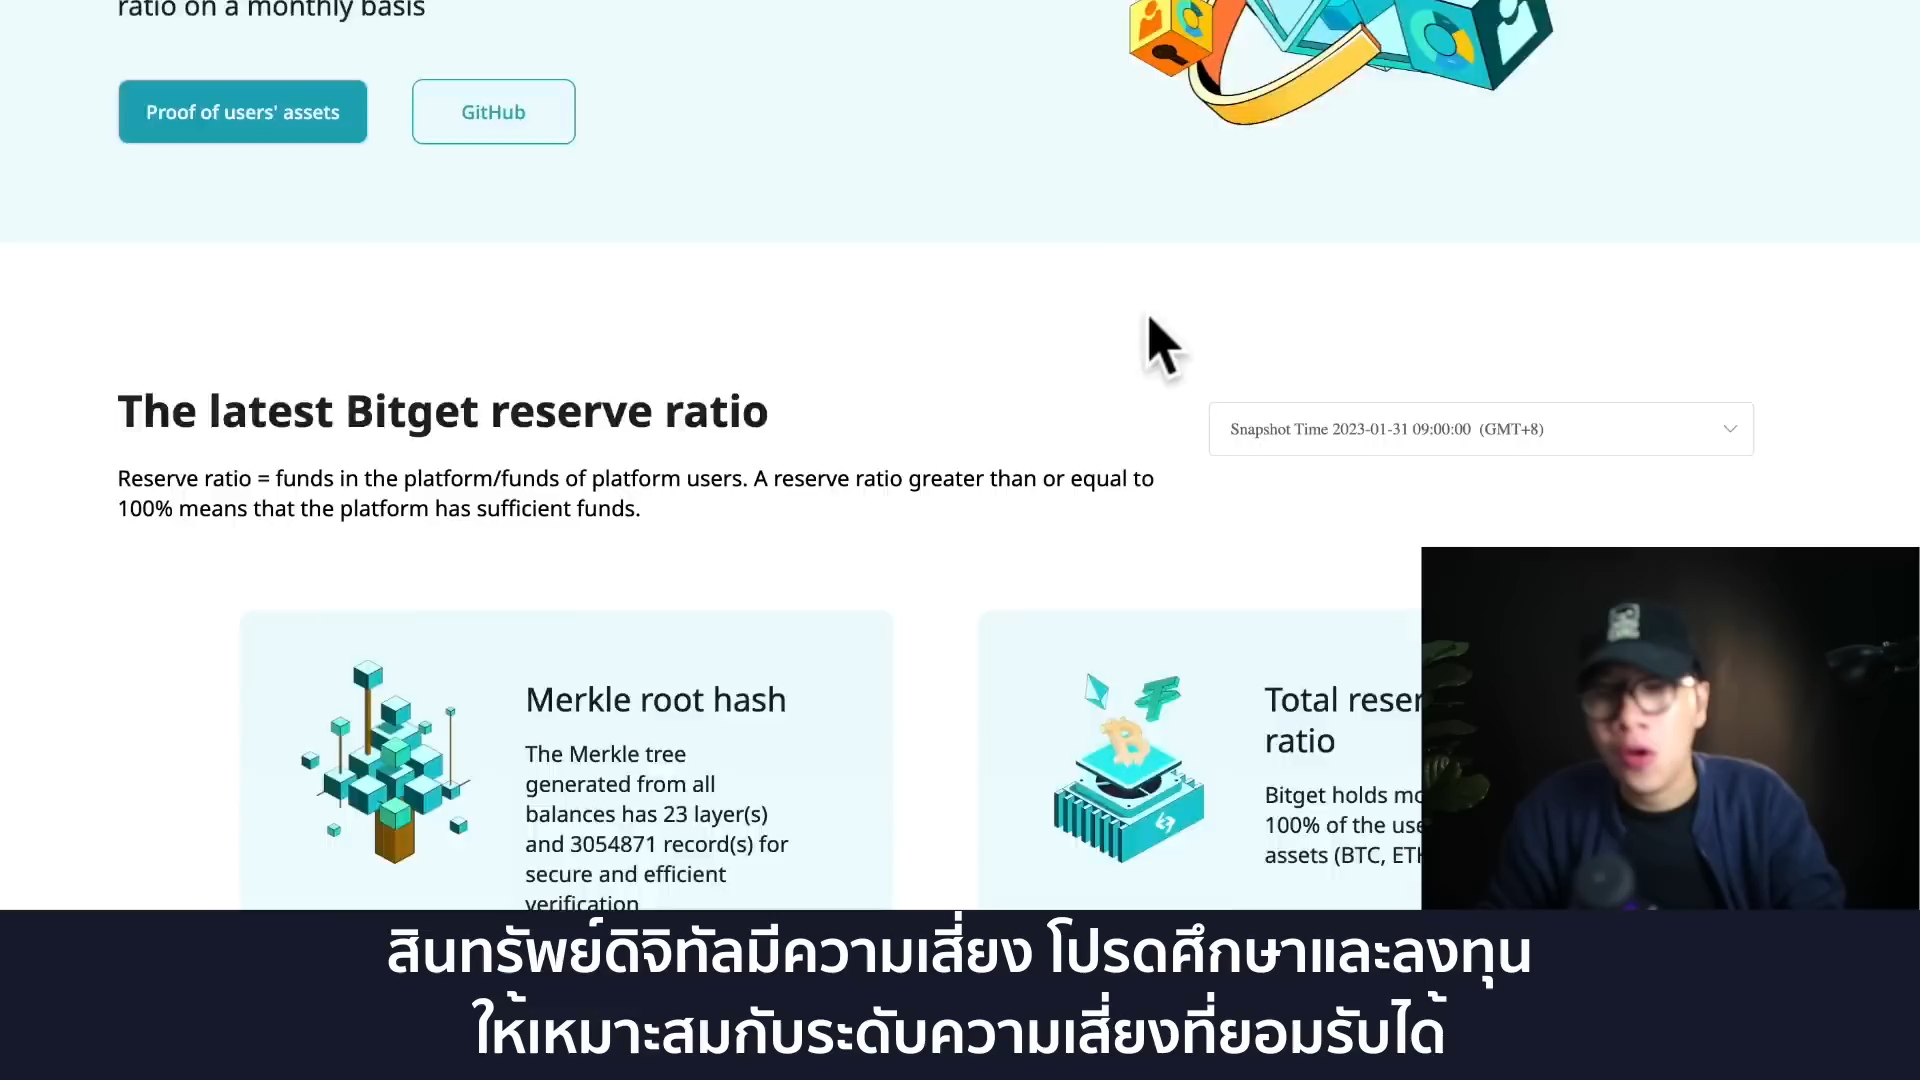 ratio on a monthly basis
Proof of users' assets
GitHub
The latest Bitget reserve ratio
Snapshot Time 2023-01-31 09:00:00 (GMT+8)
Reserve ratio = funds in the platform/funds of platform users. A reserve ratio greater than or equal to
100% means that the platform has sufficient funds.
Merkle root hash
The Merkle tree
generated from all
balances has 23 layer(s)
and 3054871 record(s) for
secure and efficient
verification
Total reser
ratio
Bitget holds mo
100% of the use
assets (BTC, ETH
สินทรัพย์ดิจิทัลมีความเสี่ยง โปรดศึกษาและลงทุน
ให้เหมาะสมกับระดับความเสี่ยงที่ยอมรับได้